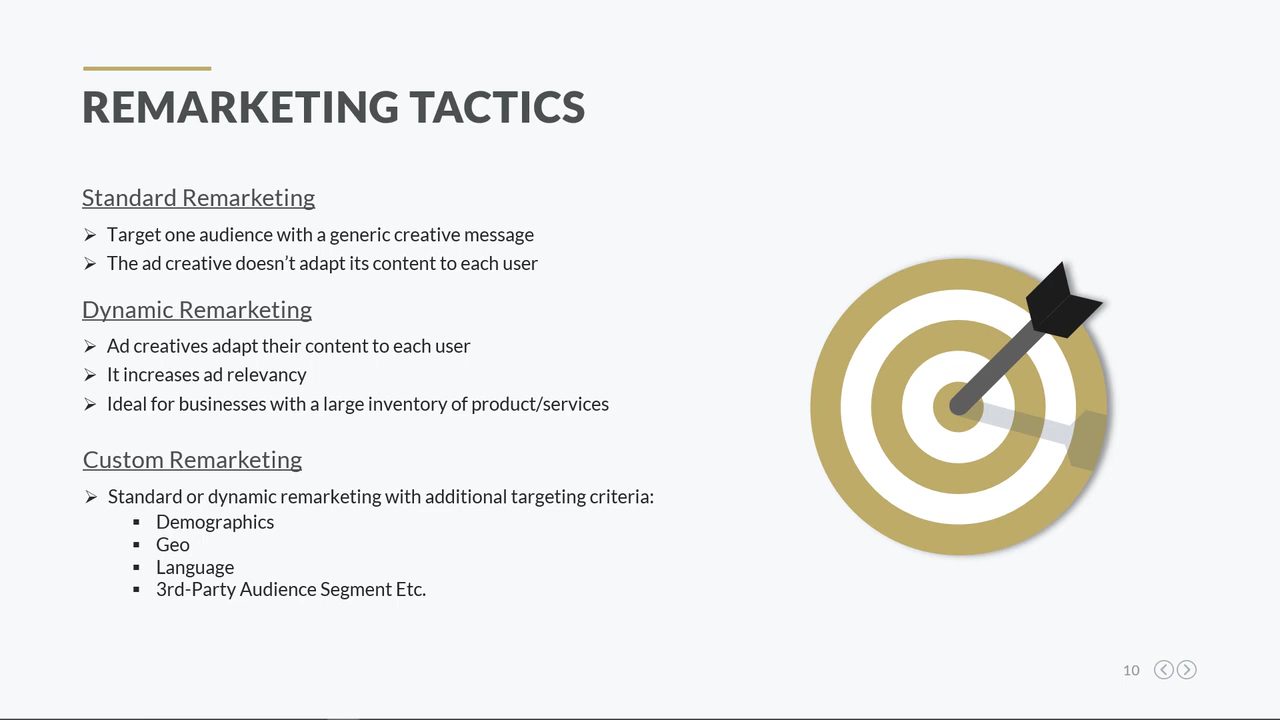 REMARKETING TACTICS
Standard Remarketing
➢ Target one audience with a generic creative message
➢ The ad creative doesn’t adapt its content to each user
Dynamic Remarketing
➢ Ad creatives adapt their content to each user
➢ It increases ad relevancy
➢ Ideal for businesses with a large inventory of product/services
Custom Remarketing
➢ Standard or dynamic remarketing with additional targeting criteria:
▪ Demographics
▪ Geo
▪ Language
▪ 3rd-Party Audience Segment Etc.
10